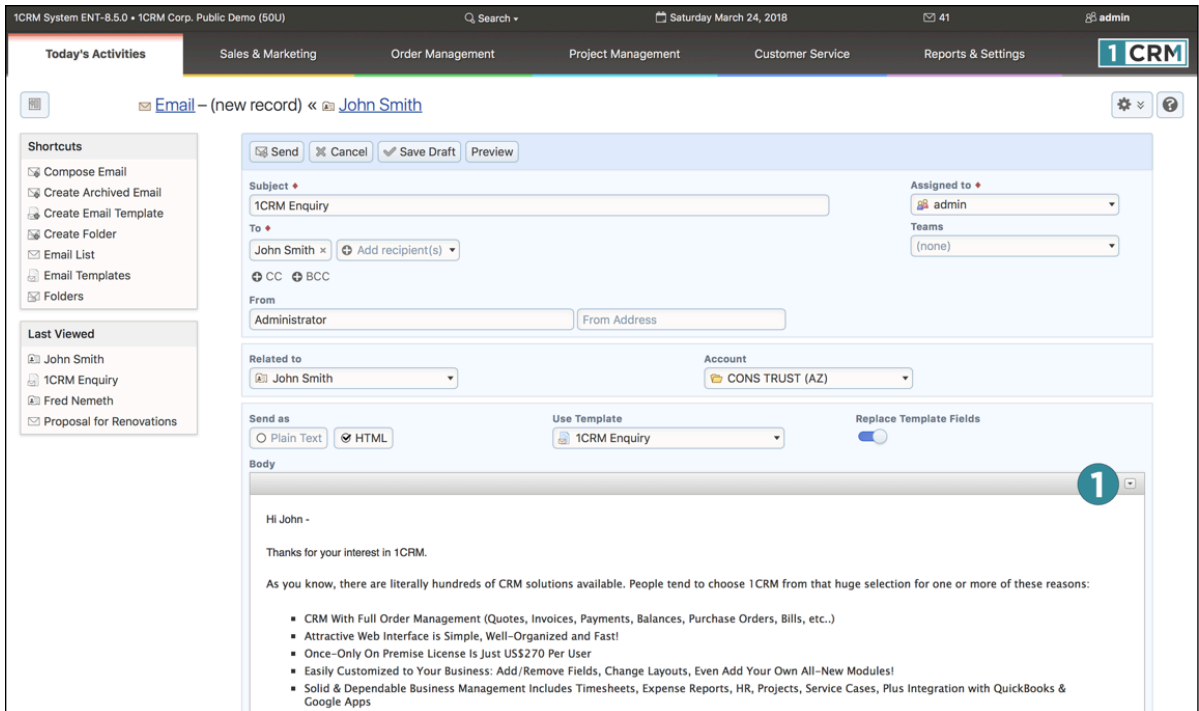 1CRM System ENT-8.5.0 • 1CRM Corp. Public Demo (50U) Search Saturday March 24, 2018 41 admin
Today's Activities Sales & Marketing Order Management Project Management Customer Service Reports & Settings 1 CRM
Email – (new record) « John Smith
Shortcuts
Compose Email
Create Archived Email
Create Email Template
Create Folder
Email List
Email Templates
Folders
Last Viewed
John Smith
1CRM Enquiry
Fred Nemeth
Proposal for Renovations
Send Cancel Save Draft Preview
Subject Assigned to
1CRM Enquiry admin
To Teams
John Smith × Add recipient(s) (none)
CC BCC
From
Administrator From Address
Related to Account
John Smith CONS TRUST (AZ)
Send as Use Template Replace Template Fields
Plain Text HTML 1CRM Enquiry
Body
1
Hi John -
Thanks for your interest in 1CRM.
As you know, there are literally hundreds of CRM solutions available. People tend to choose 1CRM from that huge selection for one or more of these reasons:
CRM With Full Order Management (Quotes, Invoices, Payments, Balances, Purchase Orders, Bills, etc..)
Attractive Web Interface is Simple, Well-Organized and Fast!
Once-Only On Premise License Is Just US$270 Per User
Easily Customized to Your Business: Add/Remove Fields, Change Layouts, Even Add Your Own All-New Modules!
Solid & Dependable Business Management Includes Timesheets, Expense Reports, HR, Projects, Service Cases, Plus Integration with QuickBooks &
Google Apps